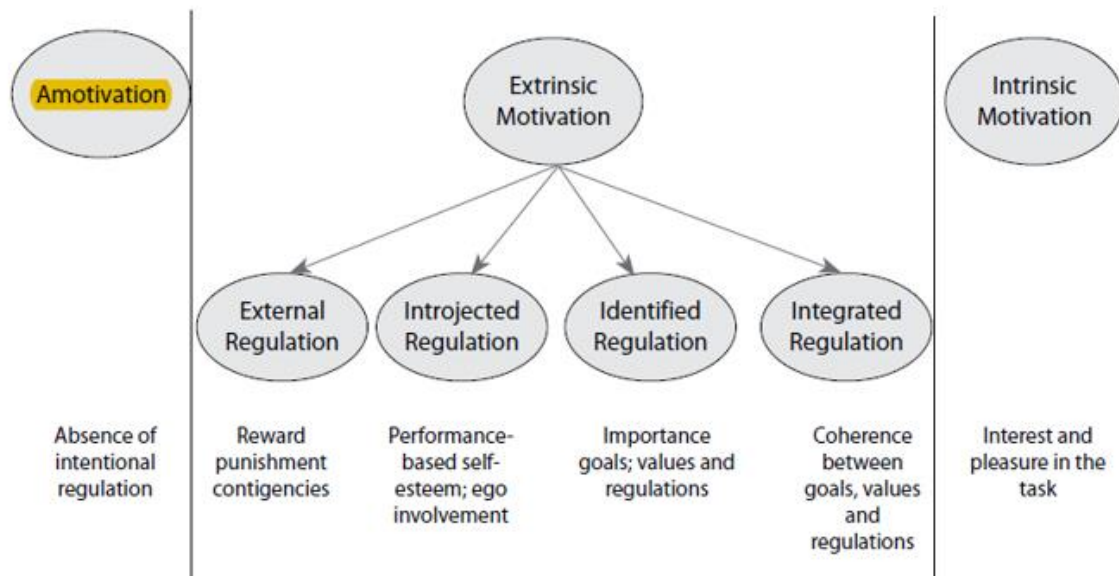 Amotivation
Extrinsic
Motivation
Intrinsic
Motivation
External
Regulation
Introjected
Regulation
Identified
Regulation
Integrated
Regulation
Absence of
intentional
regulation
Reward
punishment
contigencies
Performance-
based self-
esteem; ego
involvement
Importance
goals; values and
regulations
Coherence
between
goals, values
and
regulations
Interest and
pleasure in the
task